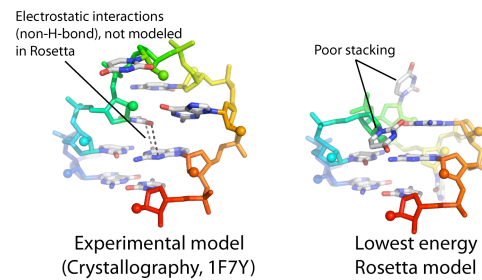 Electrostatic interactions
(non-H-bond), not modeled
in Rosetta
Poor stacking
Experimental model
(Crystallography, 1F7Y)
Lowest energy
Rosetta model